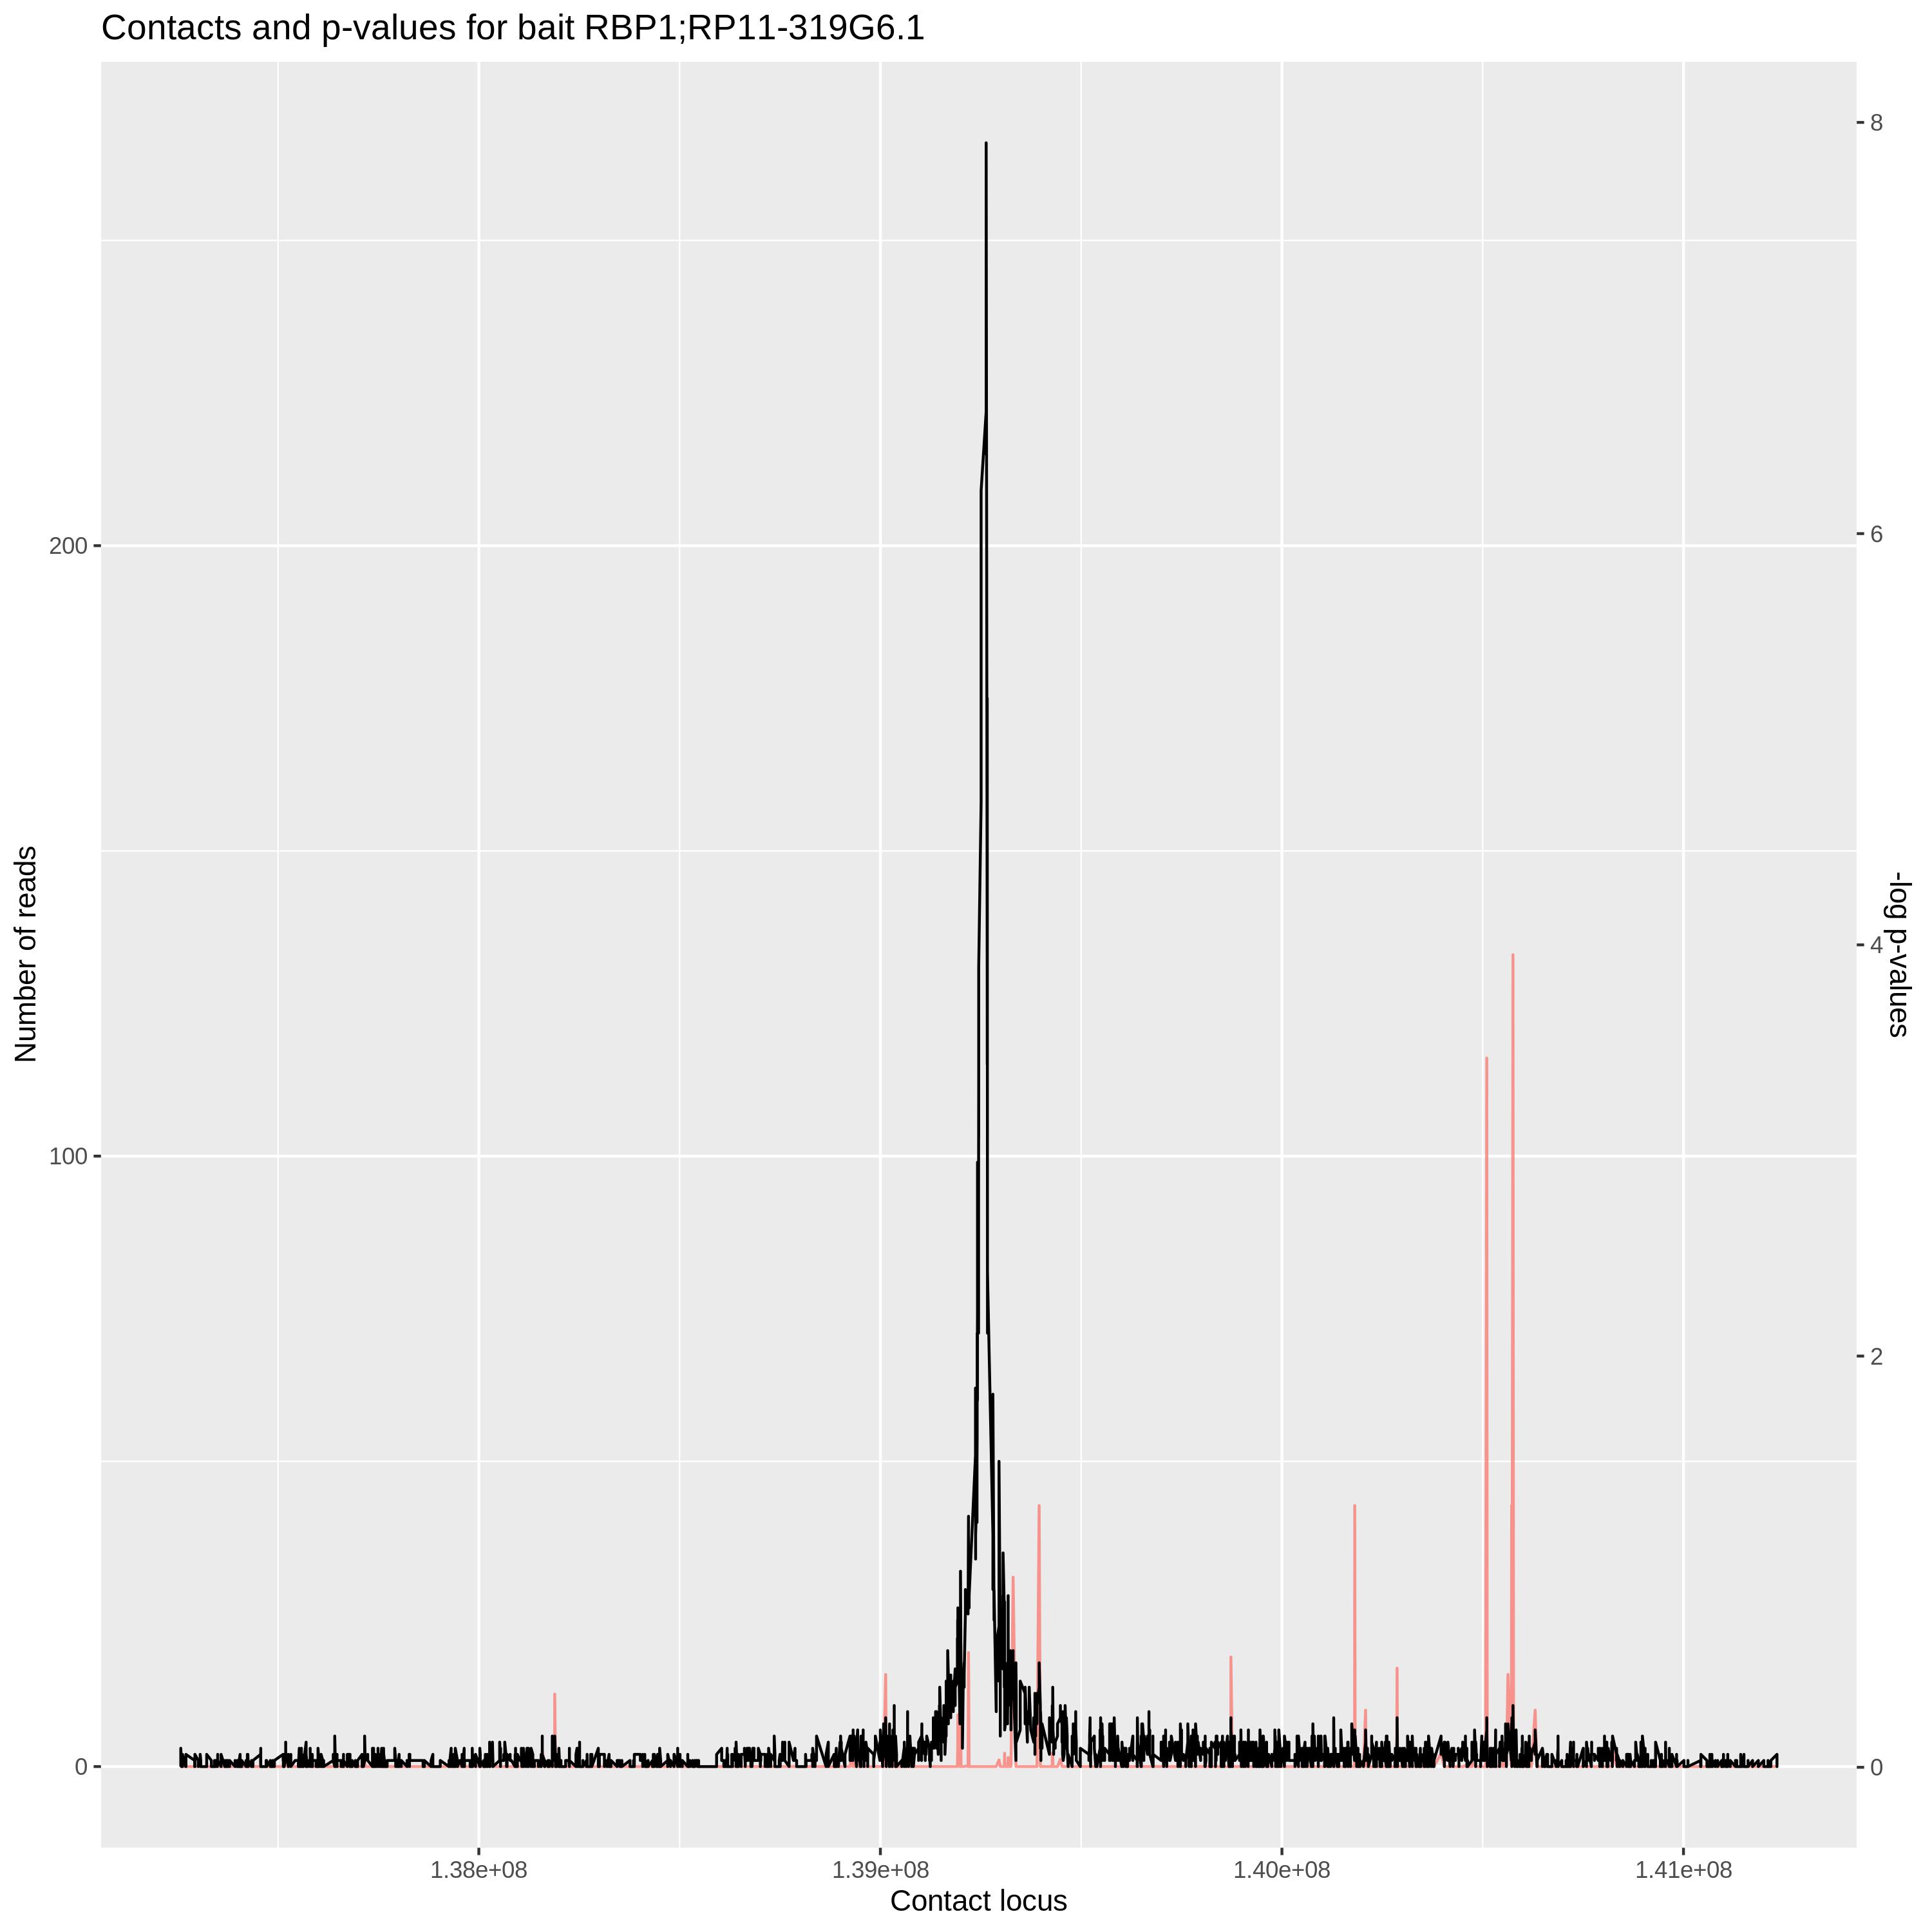 Contacts and p-values for bait RBP1;RP11-319G6.1
Number of reads
200
100
0
8
6
4
2
0
-log p-values
1.38e+08
1.39e+08
1.40e+08
1.41e+08
Contact locus